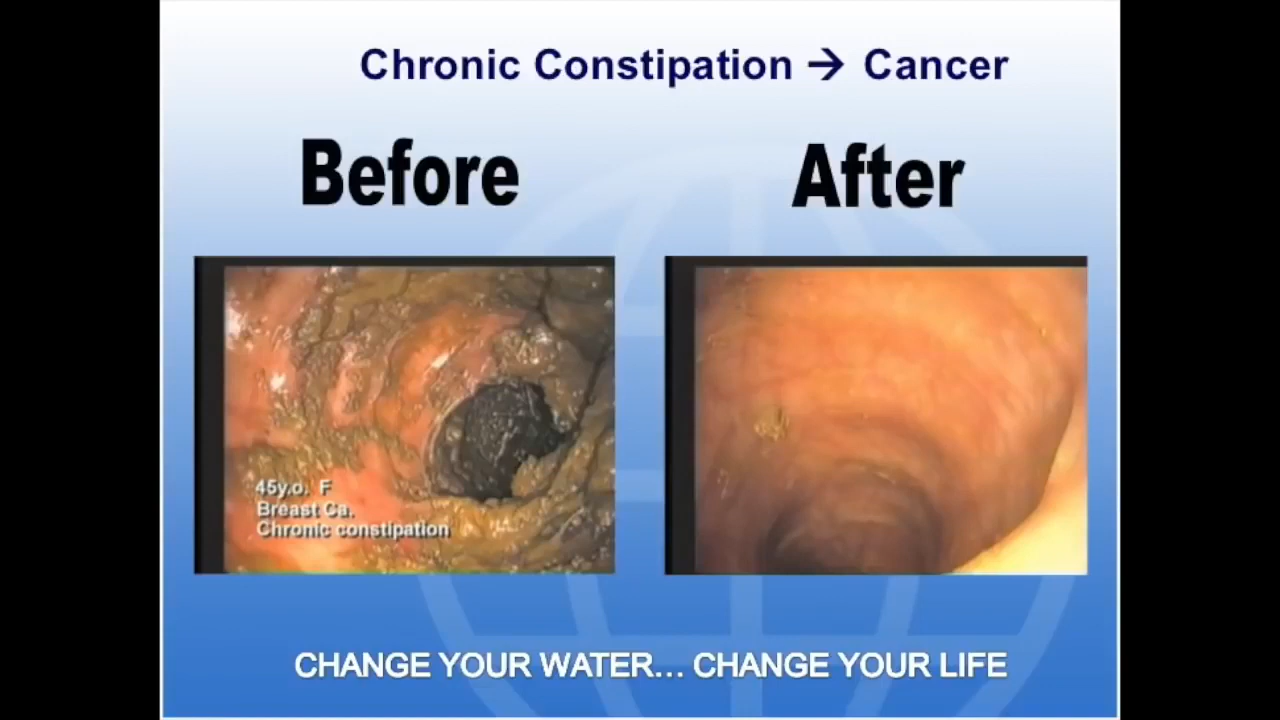 Chronic Constipation → Cancer
Before
After
45y.o. F
Breast Ca.
Chronic constipation
CHANGE YOUR WATER... CHANGE YOUR LIFE